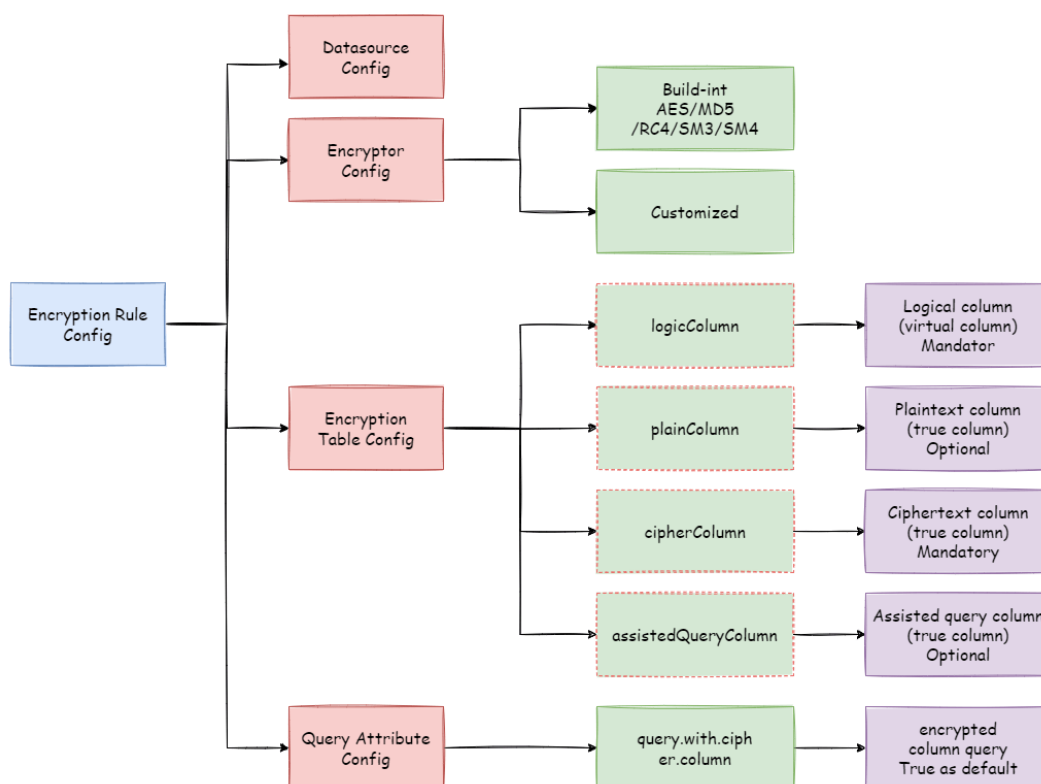 Datasource
Config
Build-int
AES/MD5
/RC4/SM3/SM4
Encryptor
Config
Customized
Encryption Rule
Config
logicColumn
Logical column
(virtual column)
Mandator
Encryption
Table Config
plainColumn
Plaintext column
(true column)
Optional
cipherColumn
Ciphertext column
(true column)
Mandatory
assistedQueryColumn
Assisted query column
(true column)
Optional
Query Attribute
Config
query.with.ciph
er.column
encrypted
column query
True as default